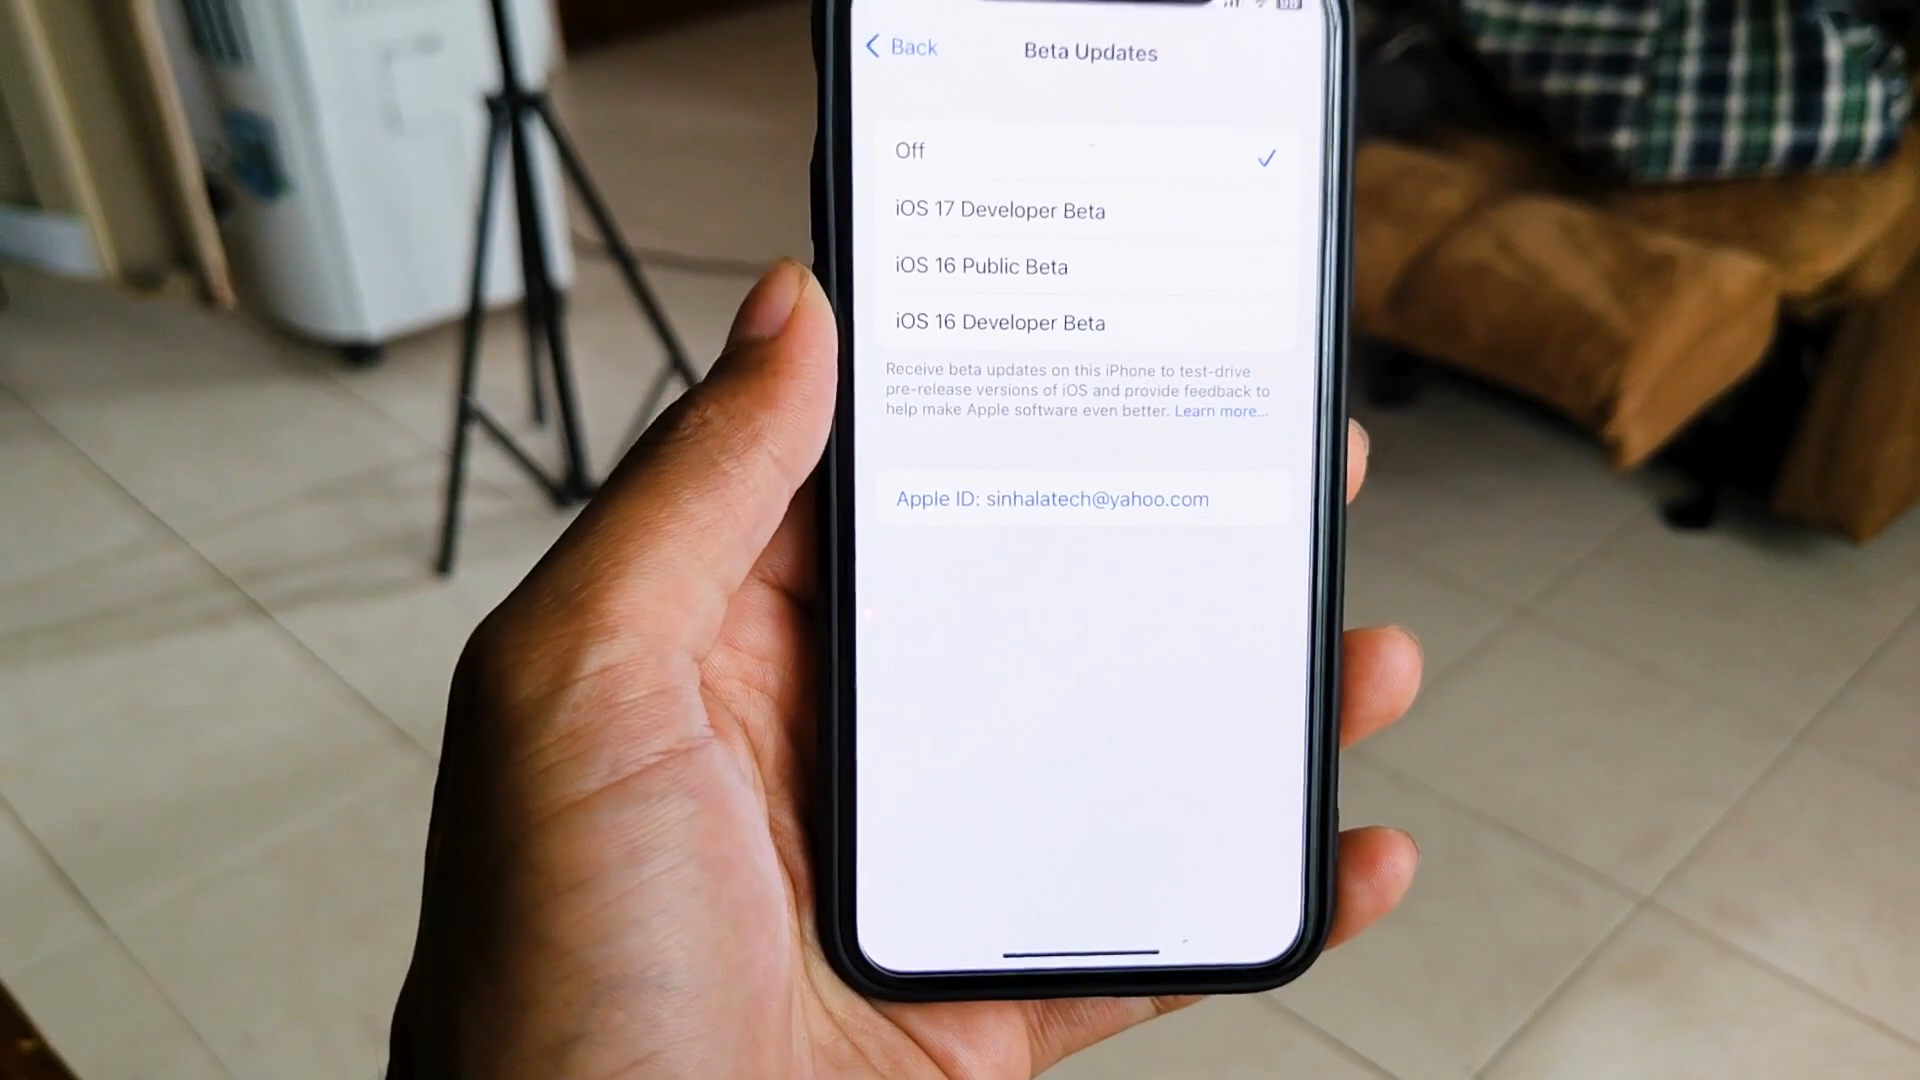 Back
Beta Updates
Off
iOS 17 Developer Beta
iOS 16 Public Beta
iOS 16 Developer Beta
Receive beta updates on this iPhone to test-drive
pre-release versions of iOS and provide feedback to
help make Apple software even better. Learn more...
Apple ID: sinhalatech@yahoo.com